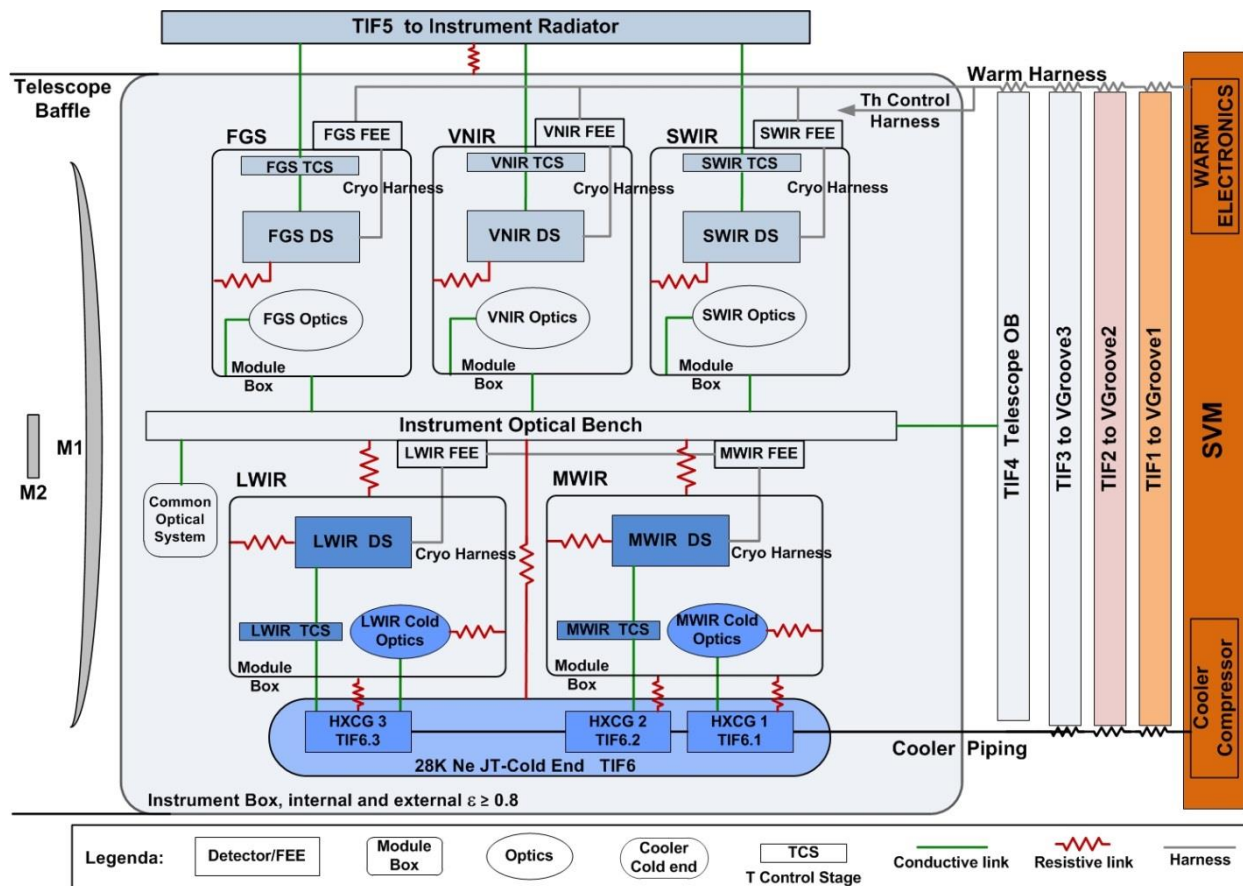 TIF5 to Instrument Radiator
Telescope
Baffle
Warm Harness
Th Control
Harness
FGS
FGS FEE
VNIR
VNIR FEE
SWIR
SWIR FEE
FGS TCS
VNIR TCS
SWIR TCS
Cryo Harness
Cryo Harness
Cryo Harness
FGS DS
VNIR DS
SWIR DS
FGS Optics
VNIR Optics
SWIR Optics
Module
Box
Module
Box
Module
Box
Instrument Optical Bench
M1
M2
LWIR FEE
MWIR FEE
LWIR
MWIR
Common
Optical
System
LWIR DS
Cryo Harness
MWIR DS
Cryo Harness
LWIR TCS
LWIR Cold
Optics
MWIR TCS
MWIR Cold
Optics
Module
Box
Module
Box
HXCG 3
TIF6.3
HXCG 2
TIF6.2
HXCG 1
TIF6.1
28K Ne JT-Cold End TIF6
Cooler Piping
Instrument Box, internal and external ε ≥ 0.8
TIF4 Telescope OB
TIF3 to VGroove3
TIF2 to VGroove2
TIF1 to VGroove1
WARM
ELECTRONICS
SVM
Cooler
Compressor
Legenda:
Detector/FEE
Module
Box
Optics
Cooler
Cold end
TCS
T Control Stage
Conductive link
Resistive link
Harness